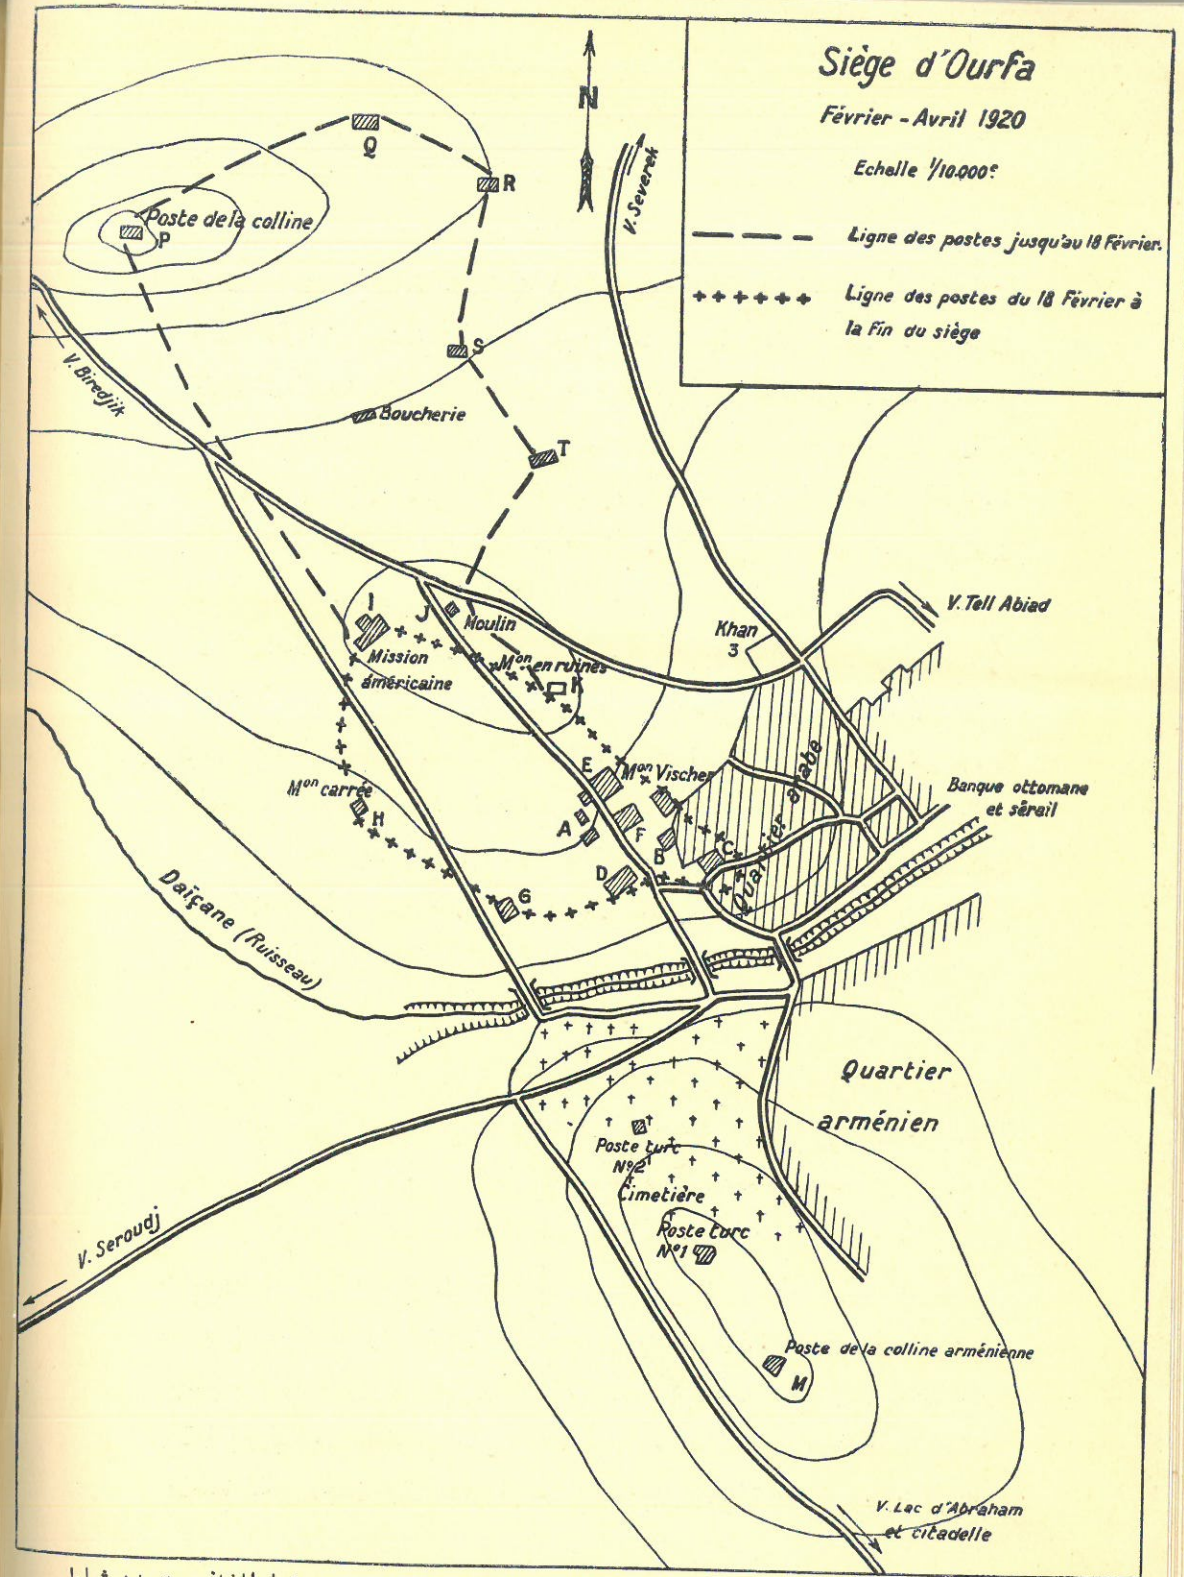 Siège d'Ourfa
Février - Avril 1920
Echelle 1/10.000e
Ligne des postes jusqu'au 18 Février.
Ligne des postes du 18 Février à
la fin du siège
N
V. Severek
Q
R
Poste de la colline
P
V. Biredjik
S
Boucherie
T
V. Tell Abiad
I
J
Moulin
Khan
3
Mission
américaine
Mon en ruines
K
E
Mon Vischer
Quartier arabe
Banque ottomane
et sérail
Mon carrée
H
A
F
B
C
D
G
Daïçane (Ruisseau)
Quartier
arménien
Poste turc
No2
Cimetière
Poste turc
No1
V. Seroudj
Poste de la colline arménienne
M
V. Lac d'Abraham
et citadelle